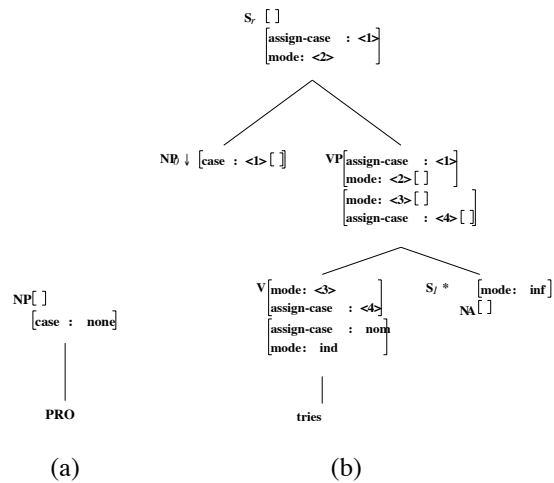 S_r [ ]
[assign-case : <1>
mode: <2>]
NP_0 ↓ [case : <1>[ ]]
VP [assign-case : <1>
mode: <2>[ ]]
[mode: <3>[ ]
assign-case : <4>[ ]]
V [mode: <3>
assign-case : <4>]
[assign-case : nom
mode: ind]
S_1 * [mode: inf]
NA [ ]
tries
NP [ ]
[case : none]
PRO
(a)
(b)